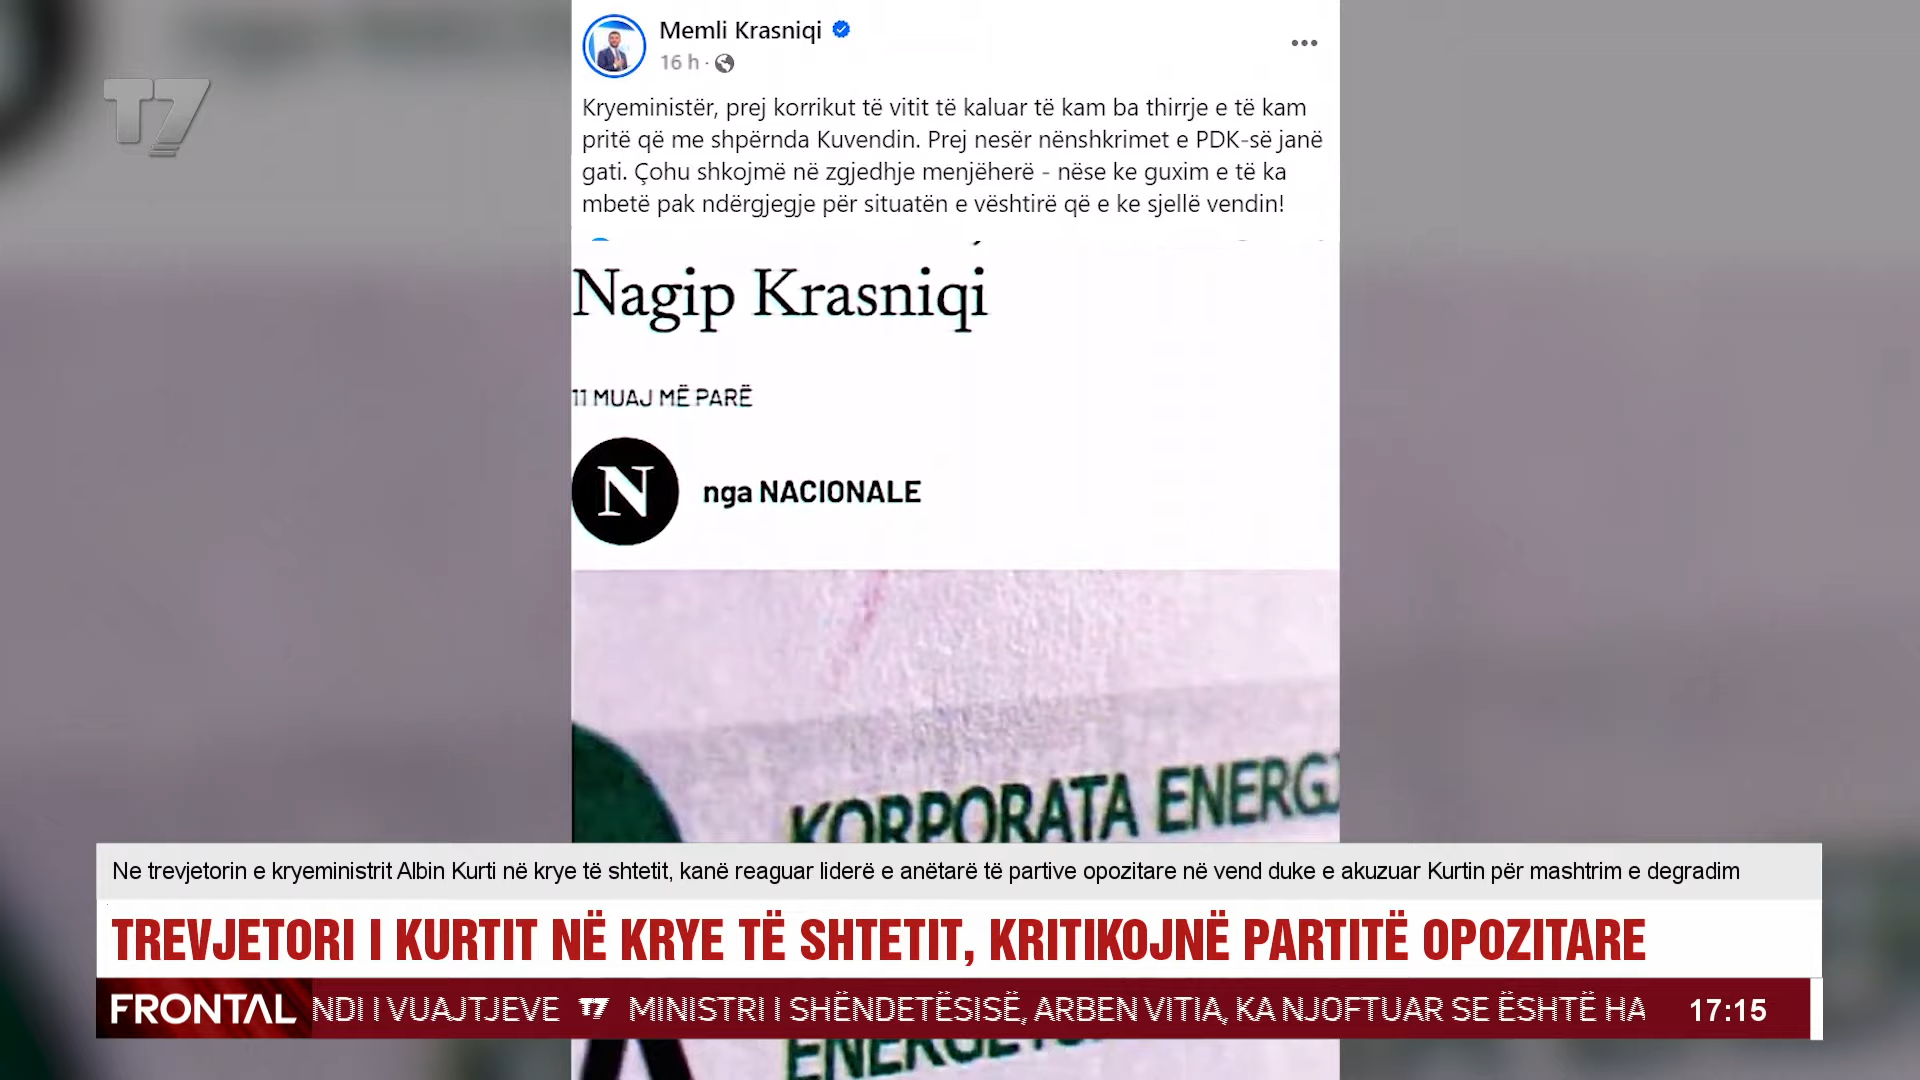 T7
Memli Krasniqi
16 h ·
Kryeministër, prej korrikut të vitit të kaluar të kam ba thirrje e të kam
pritë që me shpërnda Kuvendin. Prej nesër nënshkrimet e PDK-së janë
gati. Çohu shkojmë në zgjedhje menjëherë - nëse ke guxim e të ka
mbetë pak ndërgjegje për situatën e vështirë që e ke sjellë vendin!
Nagip Krasniqi
11 MUAJ MË PARË
N
nga NACIONALE
KORPORATA ENERGJ
Ne trevjetorin e kryeministrit Albin Kurti në krye të shtetit, kanë reaguar liderë e anëtarë të partive opozitare në vend duke e akuzuar Kurtin për mashtrim e degradim
TREVJETORI I KURTIT NË KRYE TË SHTETIT, KRITIKOJNË PARTITË OPOZITARE
FRONTAL NDI I VUAJTJEVE T7 MINISTRI I SHËNDETËSISË, ARBEN VITIA, KA NJOFTUAR SE ËSHTË HA 17:15